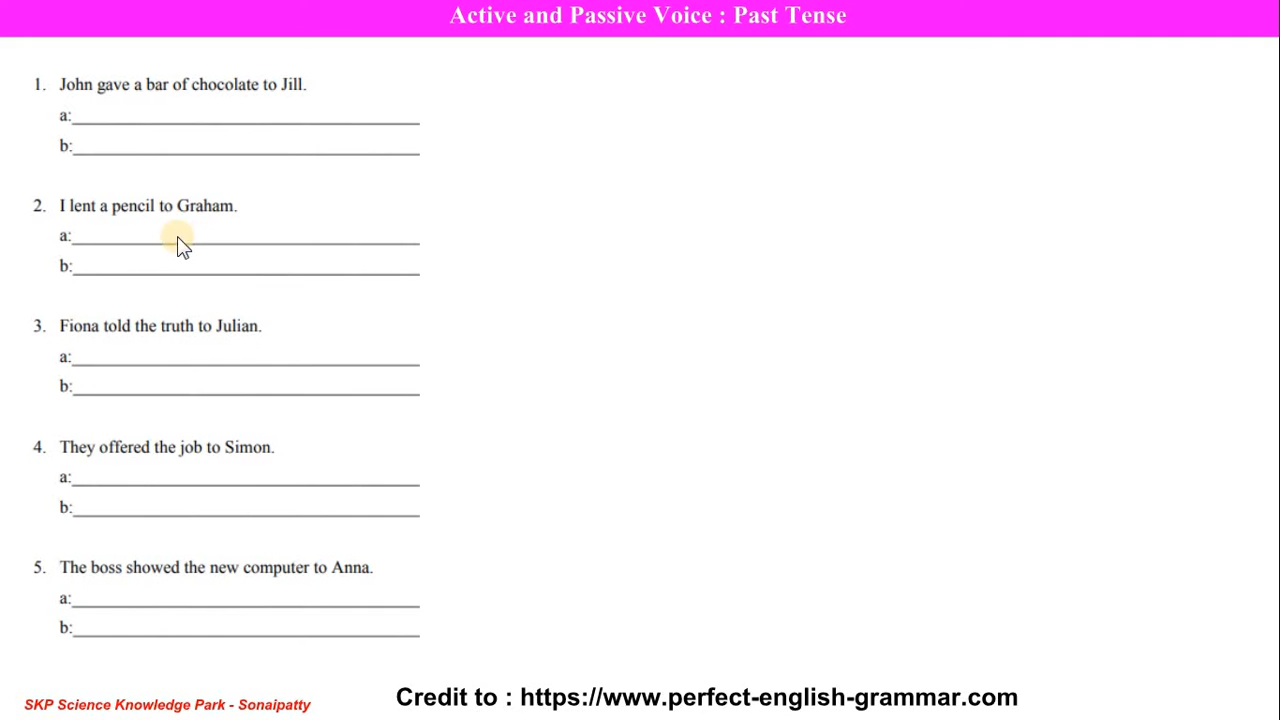 Active and Passive Voice : Past Tense
1. John gave a bar of chocolate to Jill.
a:
b:
2. I lent a pencil to Graham.
a:
b:
3. Fiona told the truth to Julian.
a:
b:
4. They offered the job to Simon.
a:
b:
5. The boss showed the new computer to Anna.
a:
b:
SKP Science Knowledge Park - Sonaipatty
Credit to : https://www.perfect-english-grammar.com